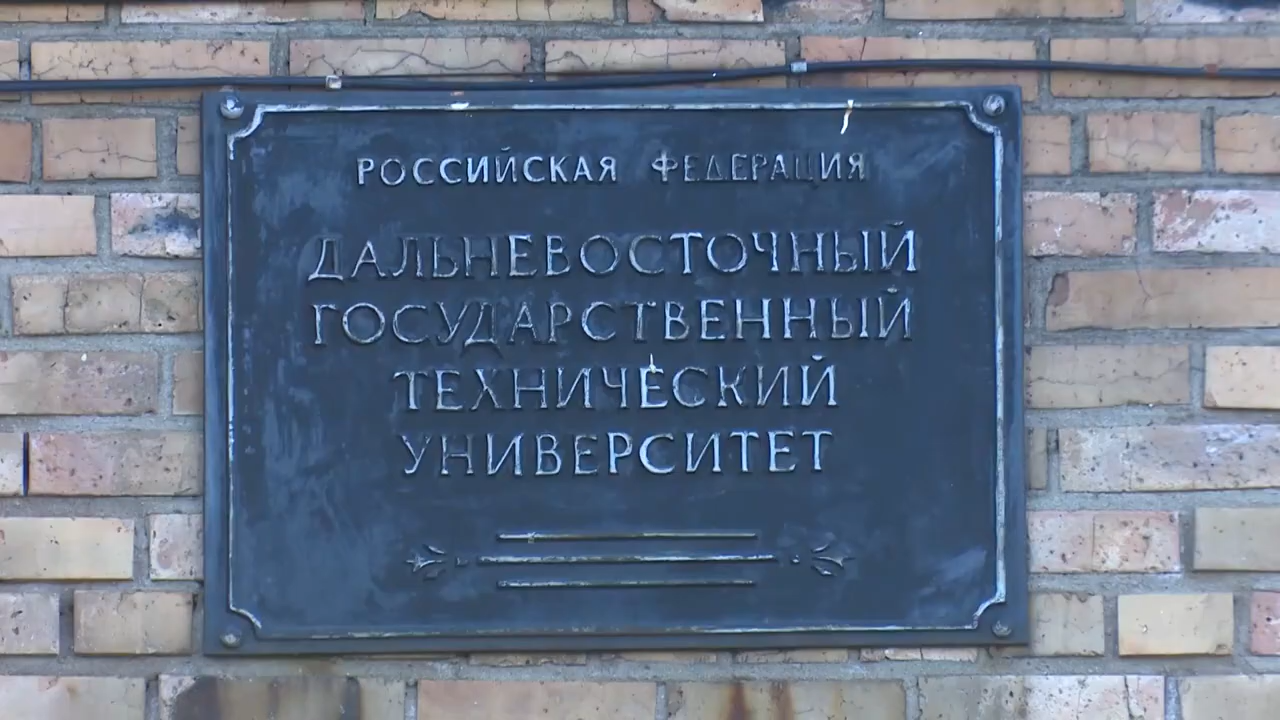 РОССИЙСКАЯ ФЕДЕРАЦИЯ
ДАЛЬНЕВОСТОЧНЫЙ
ГОСУДАРСТВЕННЫЙ
ТЕХНИЧЕСКИЙ
УНИВЕРСИТЕТ